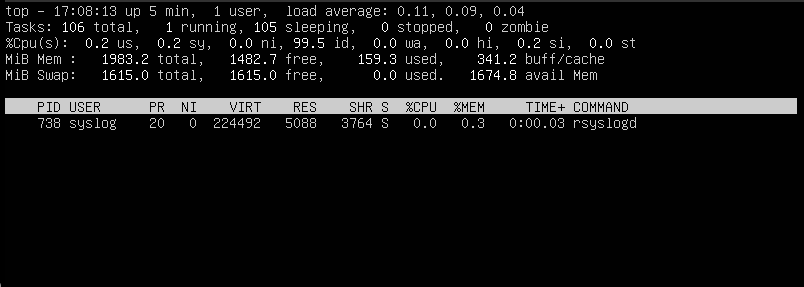 top - 17:08:13 up 5 min,  1 user,  load average: 0.11, 0.09, 0.04
Tasks: 106 total,   1 running, 105 sleeping,   0 stopped,   0 zombie
%Cpu(s):  0.2 us,  0.2 sy,  0.0 ni, 99.5 id,  0.0 wa,  0.0 hi,  0.2 si,  0.0 st
MiB Mem :   1983.2 total,   1482.7 free,    159.3 used,    341.2 buff/cache
MiB Swap:   1615.0 total,   1615.0 free,      0.0 used.   1674.8 avail Mem
PID USER      PR  NI    VIRT    RES    SHR S  %CPU  %MEM     TIME+ COMMAND
738 syslog    20   0  224492   5088   3764 S   0.0   0.3   0:00.03 rsyslogd